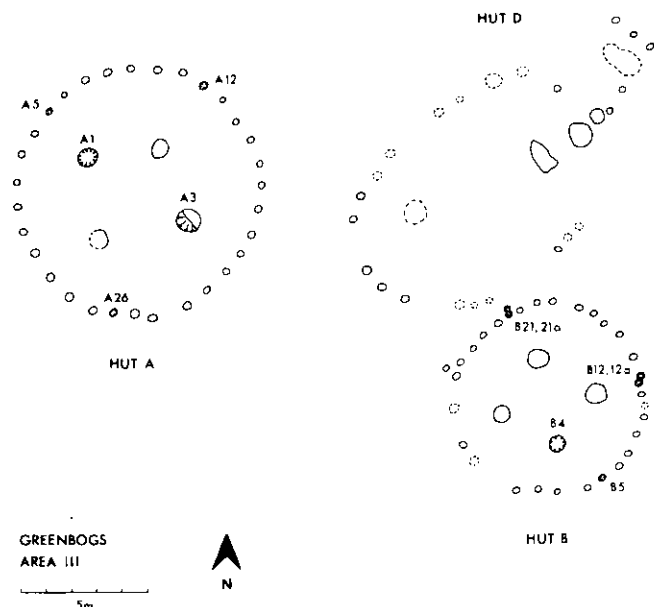 HUT D
A12
A5
A1
A3
A26
HUT A
B21, 21a
B12, 12a
B4
B5
HUT B
GREENBOGS
AREA III
N
5m